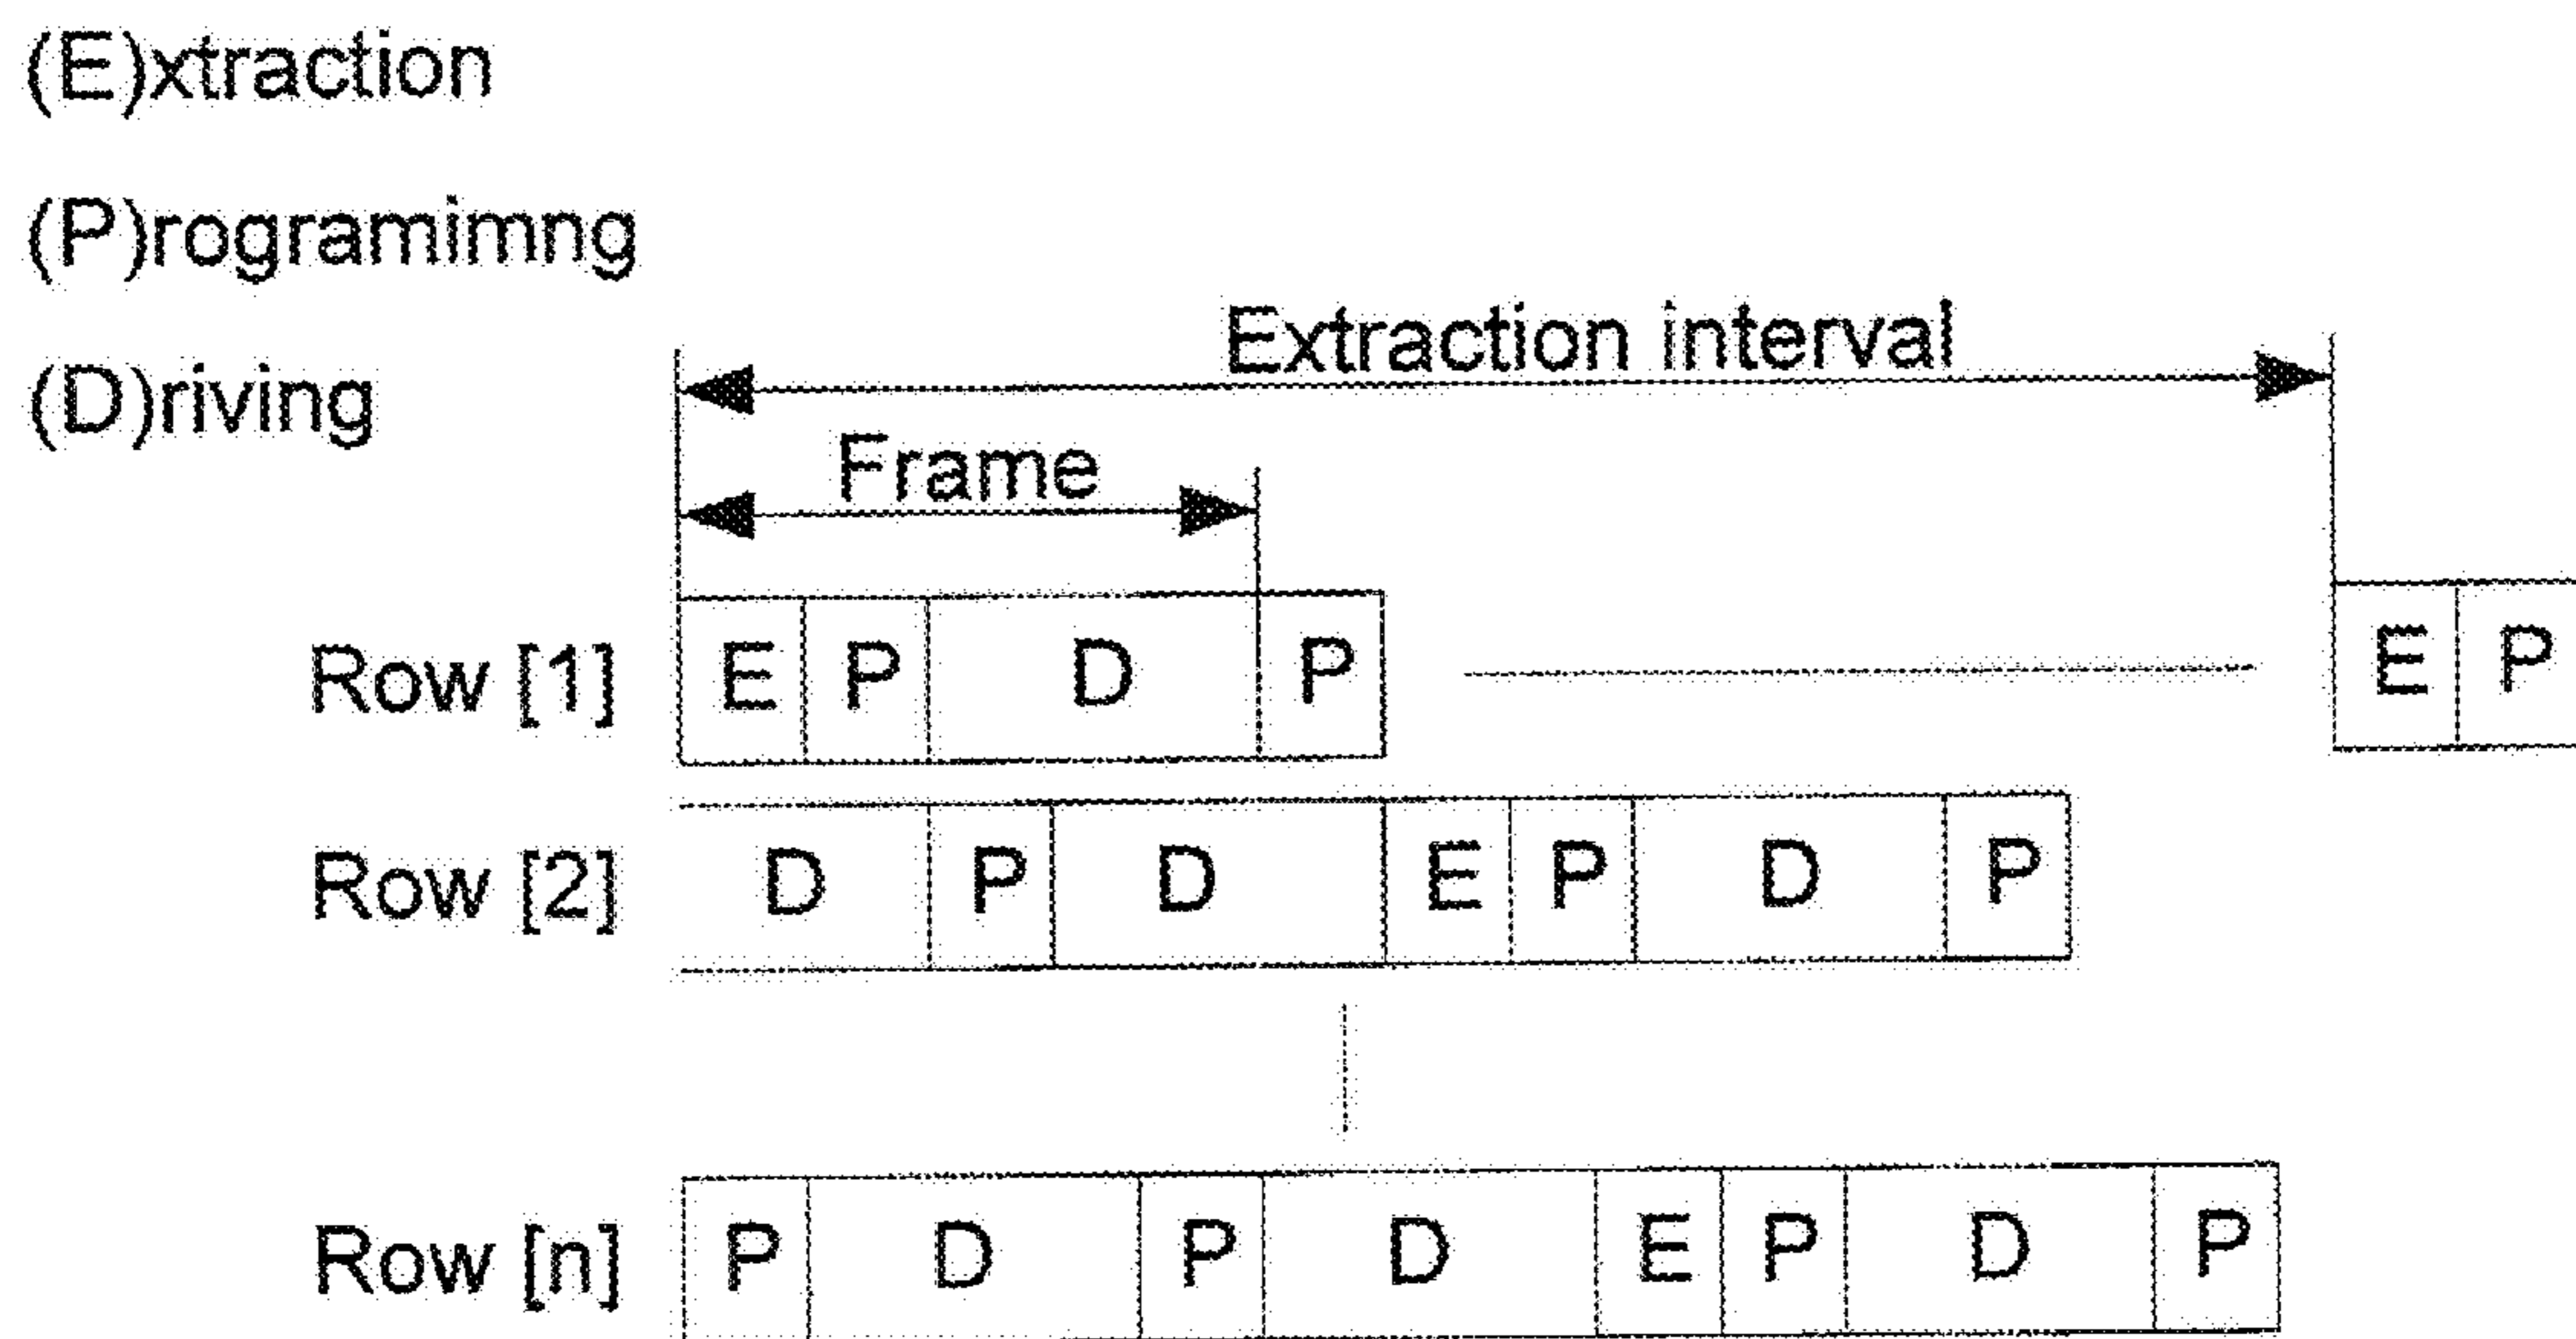 (E)xtraction
(P)rogramimng
(D)riving
Extraction interval
Frame
Row [1] E P D P E P
Row [2] D P D E P D P
Row [n] P D P D E P D P